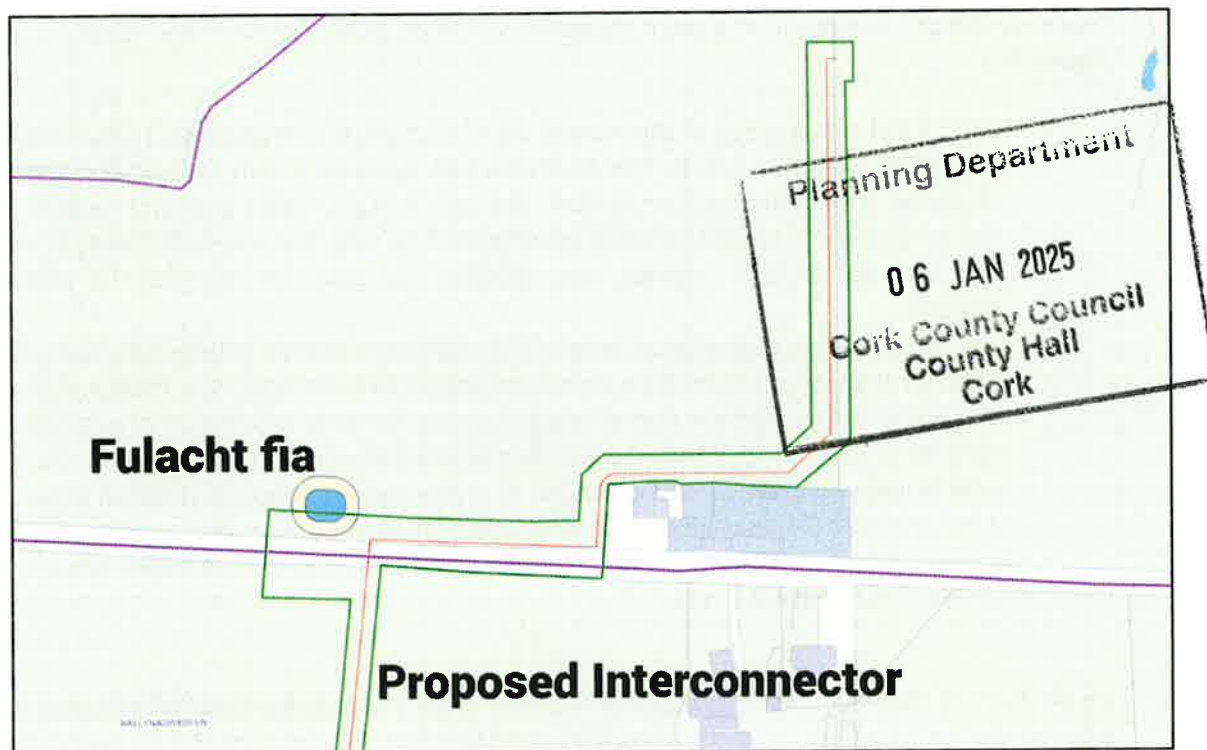 Planning Department
06 JAN 2025
Cork County Council
County Hall
Cork
Fulacht fia
Proposed Interconnector